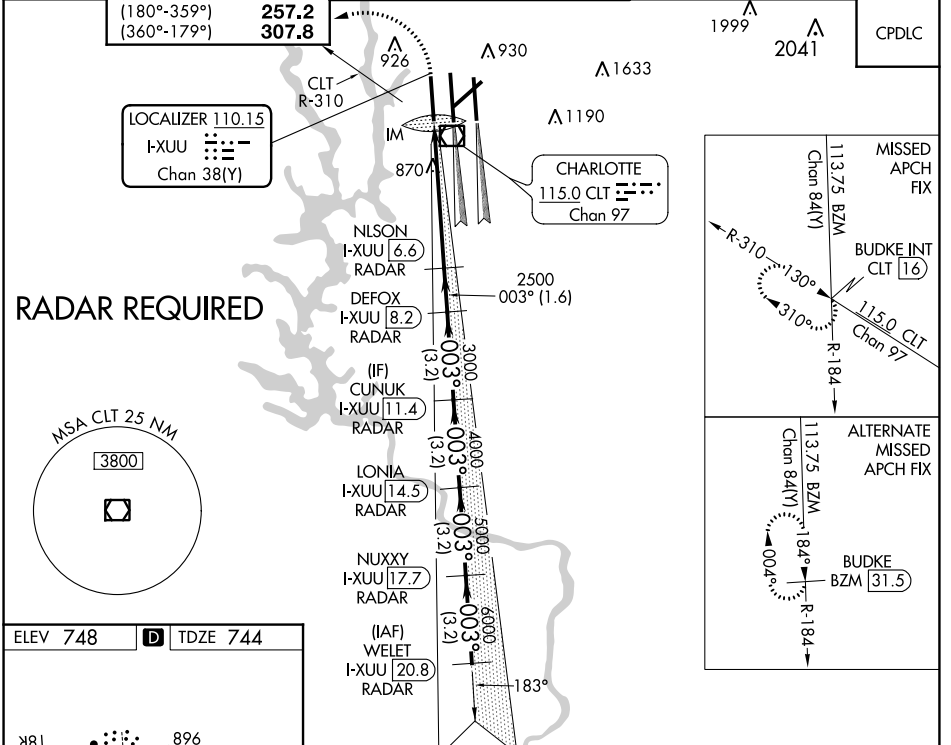 (180°-359°) 257.2
(360°-179°) 307.8
CLT
R-310
926
930
1633
1190
1999
2041
CPDLC
LOCALIZER 110.15
I-XUU
Chan 38(Y)
IM
870
CHARLOTTE
115.0 CLT
Chan 97
RADAR REQUIRED
NLSON
I-XUU 6.6
RADAR
2500
003° (1.6)
DEFOX
I-XUU 8.2
RADAR
003°
3000
(3.2)
(IF)
CUNUK
I-XUU 11.4
RADAR
003°
4000
(3.2)
LONIA
I-XUU 14.5
RADAR
003°
5000
(3.2)
NUXXY
I-XUU 17.7
RADAR
003°
6000
(3.2)
(IAF)
WELET
I-XUU 20.8
RADAR
183°
MSA CLT 25 NM
3800
MISSED
APCH
FIX
113.75 BZM
Chan 84(Y)
BUDKE INT
CLT 16
R-310
130°
310°
115.0 CLT
Chan 97
R-184
ALTERNATE
MISSED
APCH FIX
113.75 BZM
Chan 84(Y)
184°
004°
BUDKE
BZM 31.5
R-184
ELEV 748 D TDZE 744
18L
896